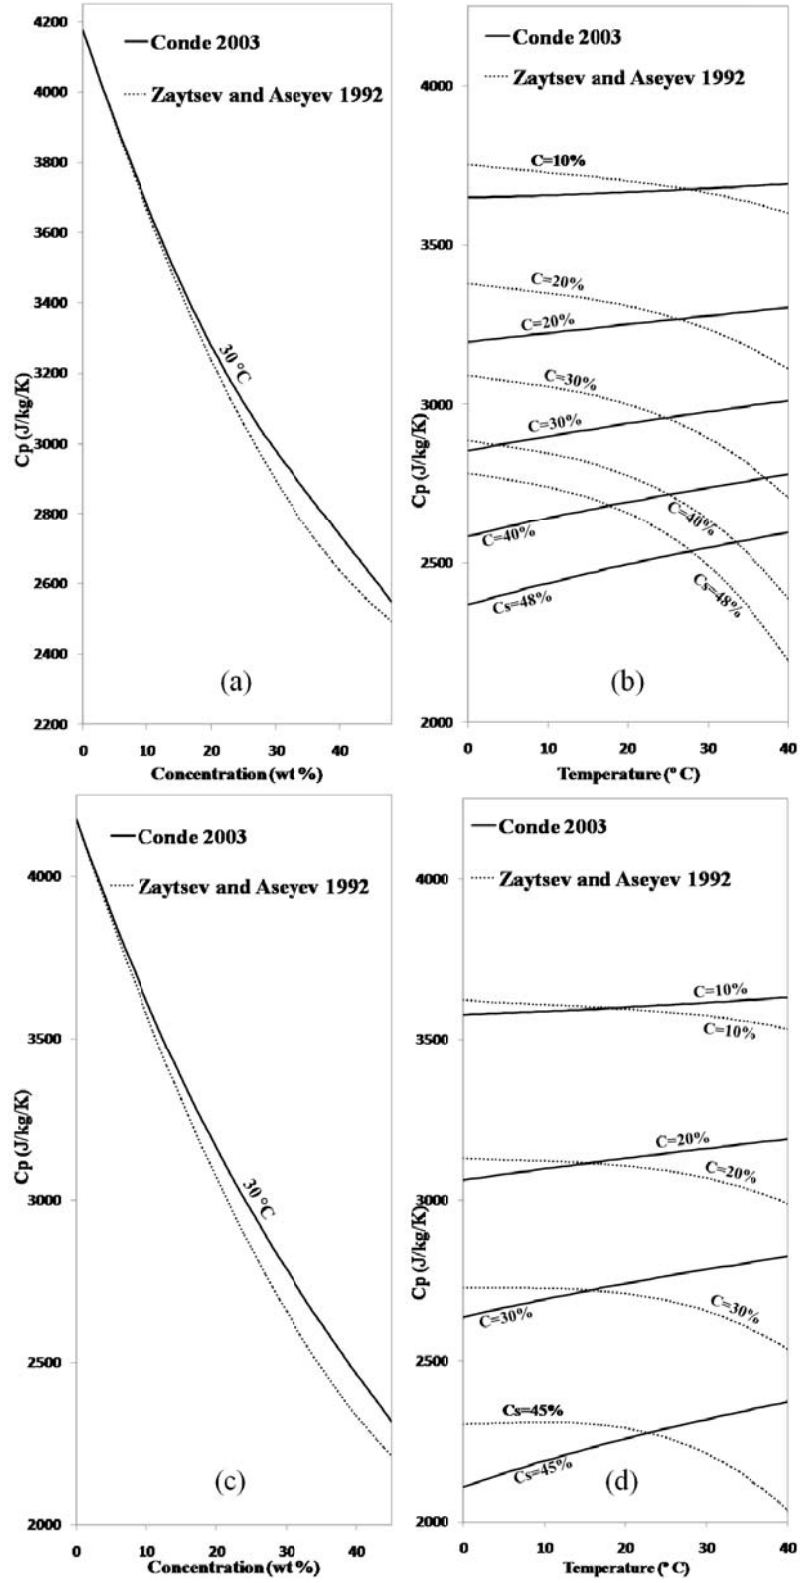 Conde 2003
Zaytsev and Aseyev 1992
4200
4000
3800
3600
3400
3200
3000
2800
2600
2400
2200
Cp (J/kg/K)
30 °C
(a)
0 10 20 30 40
Concentration (wt %)
Conde 2003
Zaytsev and Aseyev 1992
4000
3500
3000
2500
2000
Cp (J/kg/K)
C=10%
C=20%
C=20%
C=30%
C=30%
C=40%
C=40%
Cs=48%
Cs=48%
(b)
0 10 20 30 40
Temperature (° C)
Conde 2003
Zaytsev and Aseyev 1992
4000
3500
3000
2500
2000
Cp (J/kg/K)
30 °C
(c)
0 10 20 30 40
Concentration (wt %)
Conde 2003
Zaytsev and Aseyev 1992
4000
3500
3000
2500
2000
Cp (J/kg/K)
C=10%
C=10%
C=20%
C=20%
C=30%
C=30%
Cs=45%
Cs=45%
(d)
0 10 20 30 40
Temperature (° C)